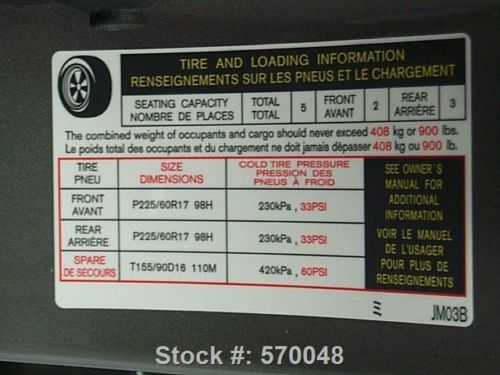 TIRE AND LOADING INFORMATION
RENSEIGNEMENTS SUR LES PNEUS ET LE CHARGEMENT
SEATING CAPACITY
NOMBRE DE PLACES
TOTAL
TOTAL
5
FRONT
AVANT
2
REAR
ARRIÈRE
3
The combined weight of occupants and cargo should never exceed 408 kg or 900 lbs.
Le poids total des occupants et du chargement ne doit jamais dépasser 408 kg ou 900 lb.
TIRE
PNEU
SIZE
DIMENSIONS
COLD TIRE PRESSURE
PRESSION DES
PNEUS À FROID
SEE OWNER'S
MANUAL FOR
ADDITIONAL
INFORMATION
VOIR LE MANUEL
DE L'USAGER
POUR PLUS DE
RENSEIGNEMENTS
FRONT
AVANT
P225/60R17 98H
230kPa , 33PSI
REAR
ARRIÈRE
P225/60R17 98H
230kPa , 33PSI
SPARE
DE SECOURS
T155/90D16 110M
420kPa , 60PSI
JM03B
Stock #: 570048